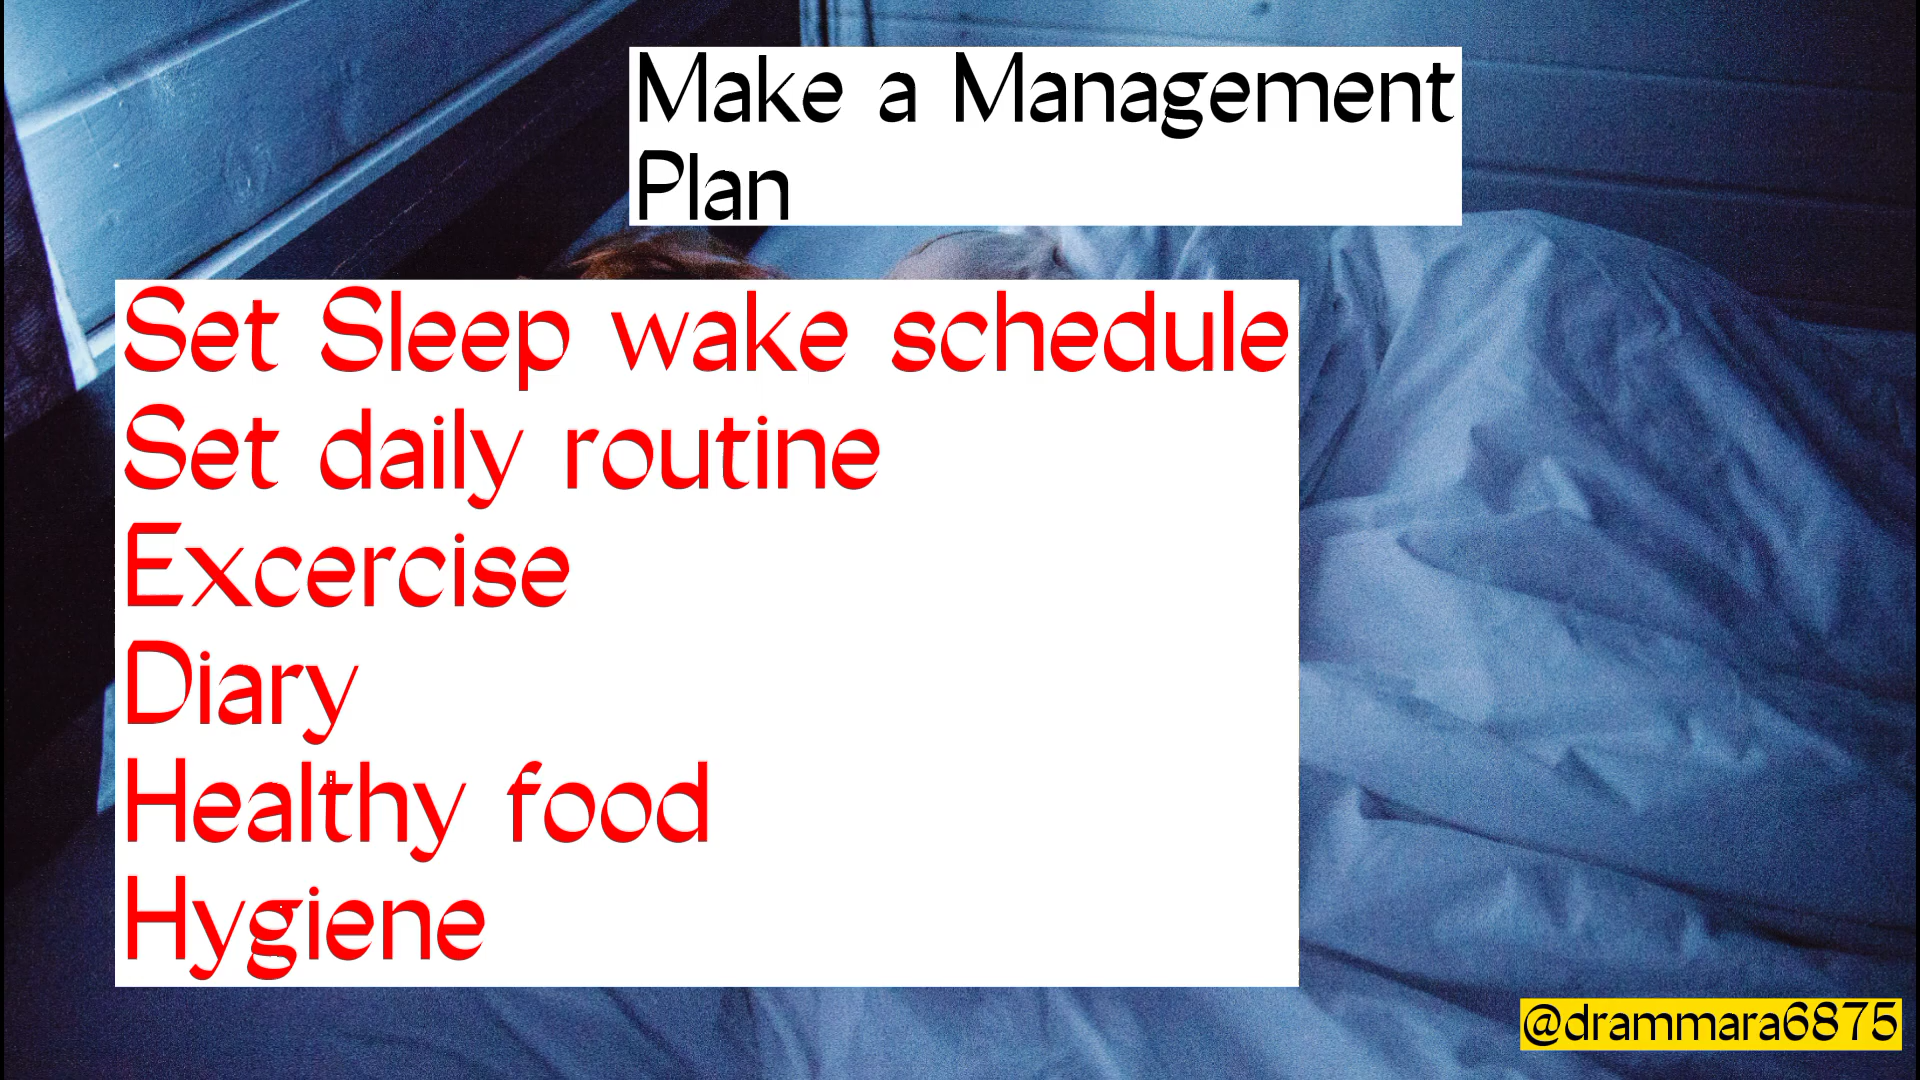 Make a Management
Plan
Set Sleep wake schedule
Set daily routine
Excercise
Diary
Healthy food
Hygiene
@drammara6875